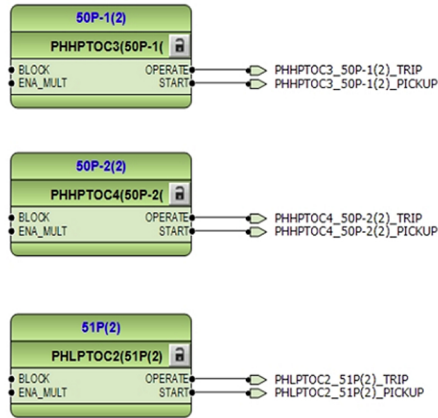 50P-1(2)
PHHPTOC3(50P-1(
BLOCK OPERATE PHHPTOC3_50P-1(2)_TRIP
ENA_MULT START PHHPTOC3_50P-1(2)_PICKUP
50P-2(2)
PHHPTOC4(50P-2(
BLOCK OPERATE PHHPTOC4_50P-2(2)_TRIP
ENA_MULT START PHHPTOC4_50P-2(2)_PICKUP
51P(2)
PHLPTOC2(51P(2)
BLOCK OPERATE PHLPTOC2_51P(2)_TRIP
ENA_MULT START PHLPTOC2_51P(2)_PICKUP